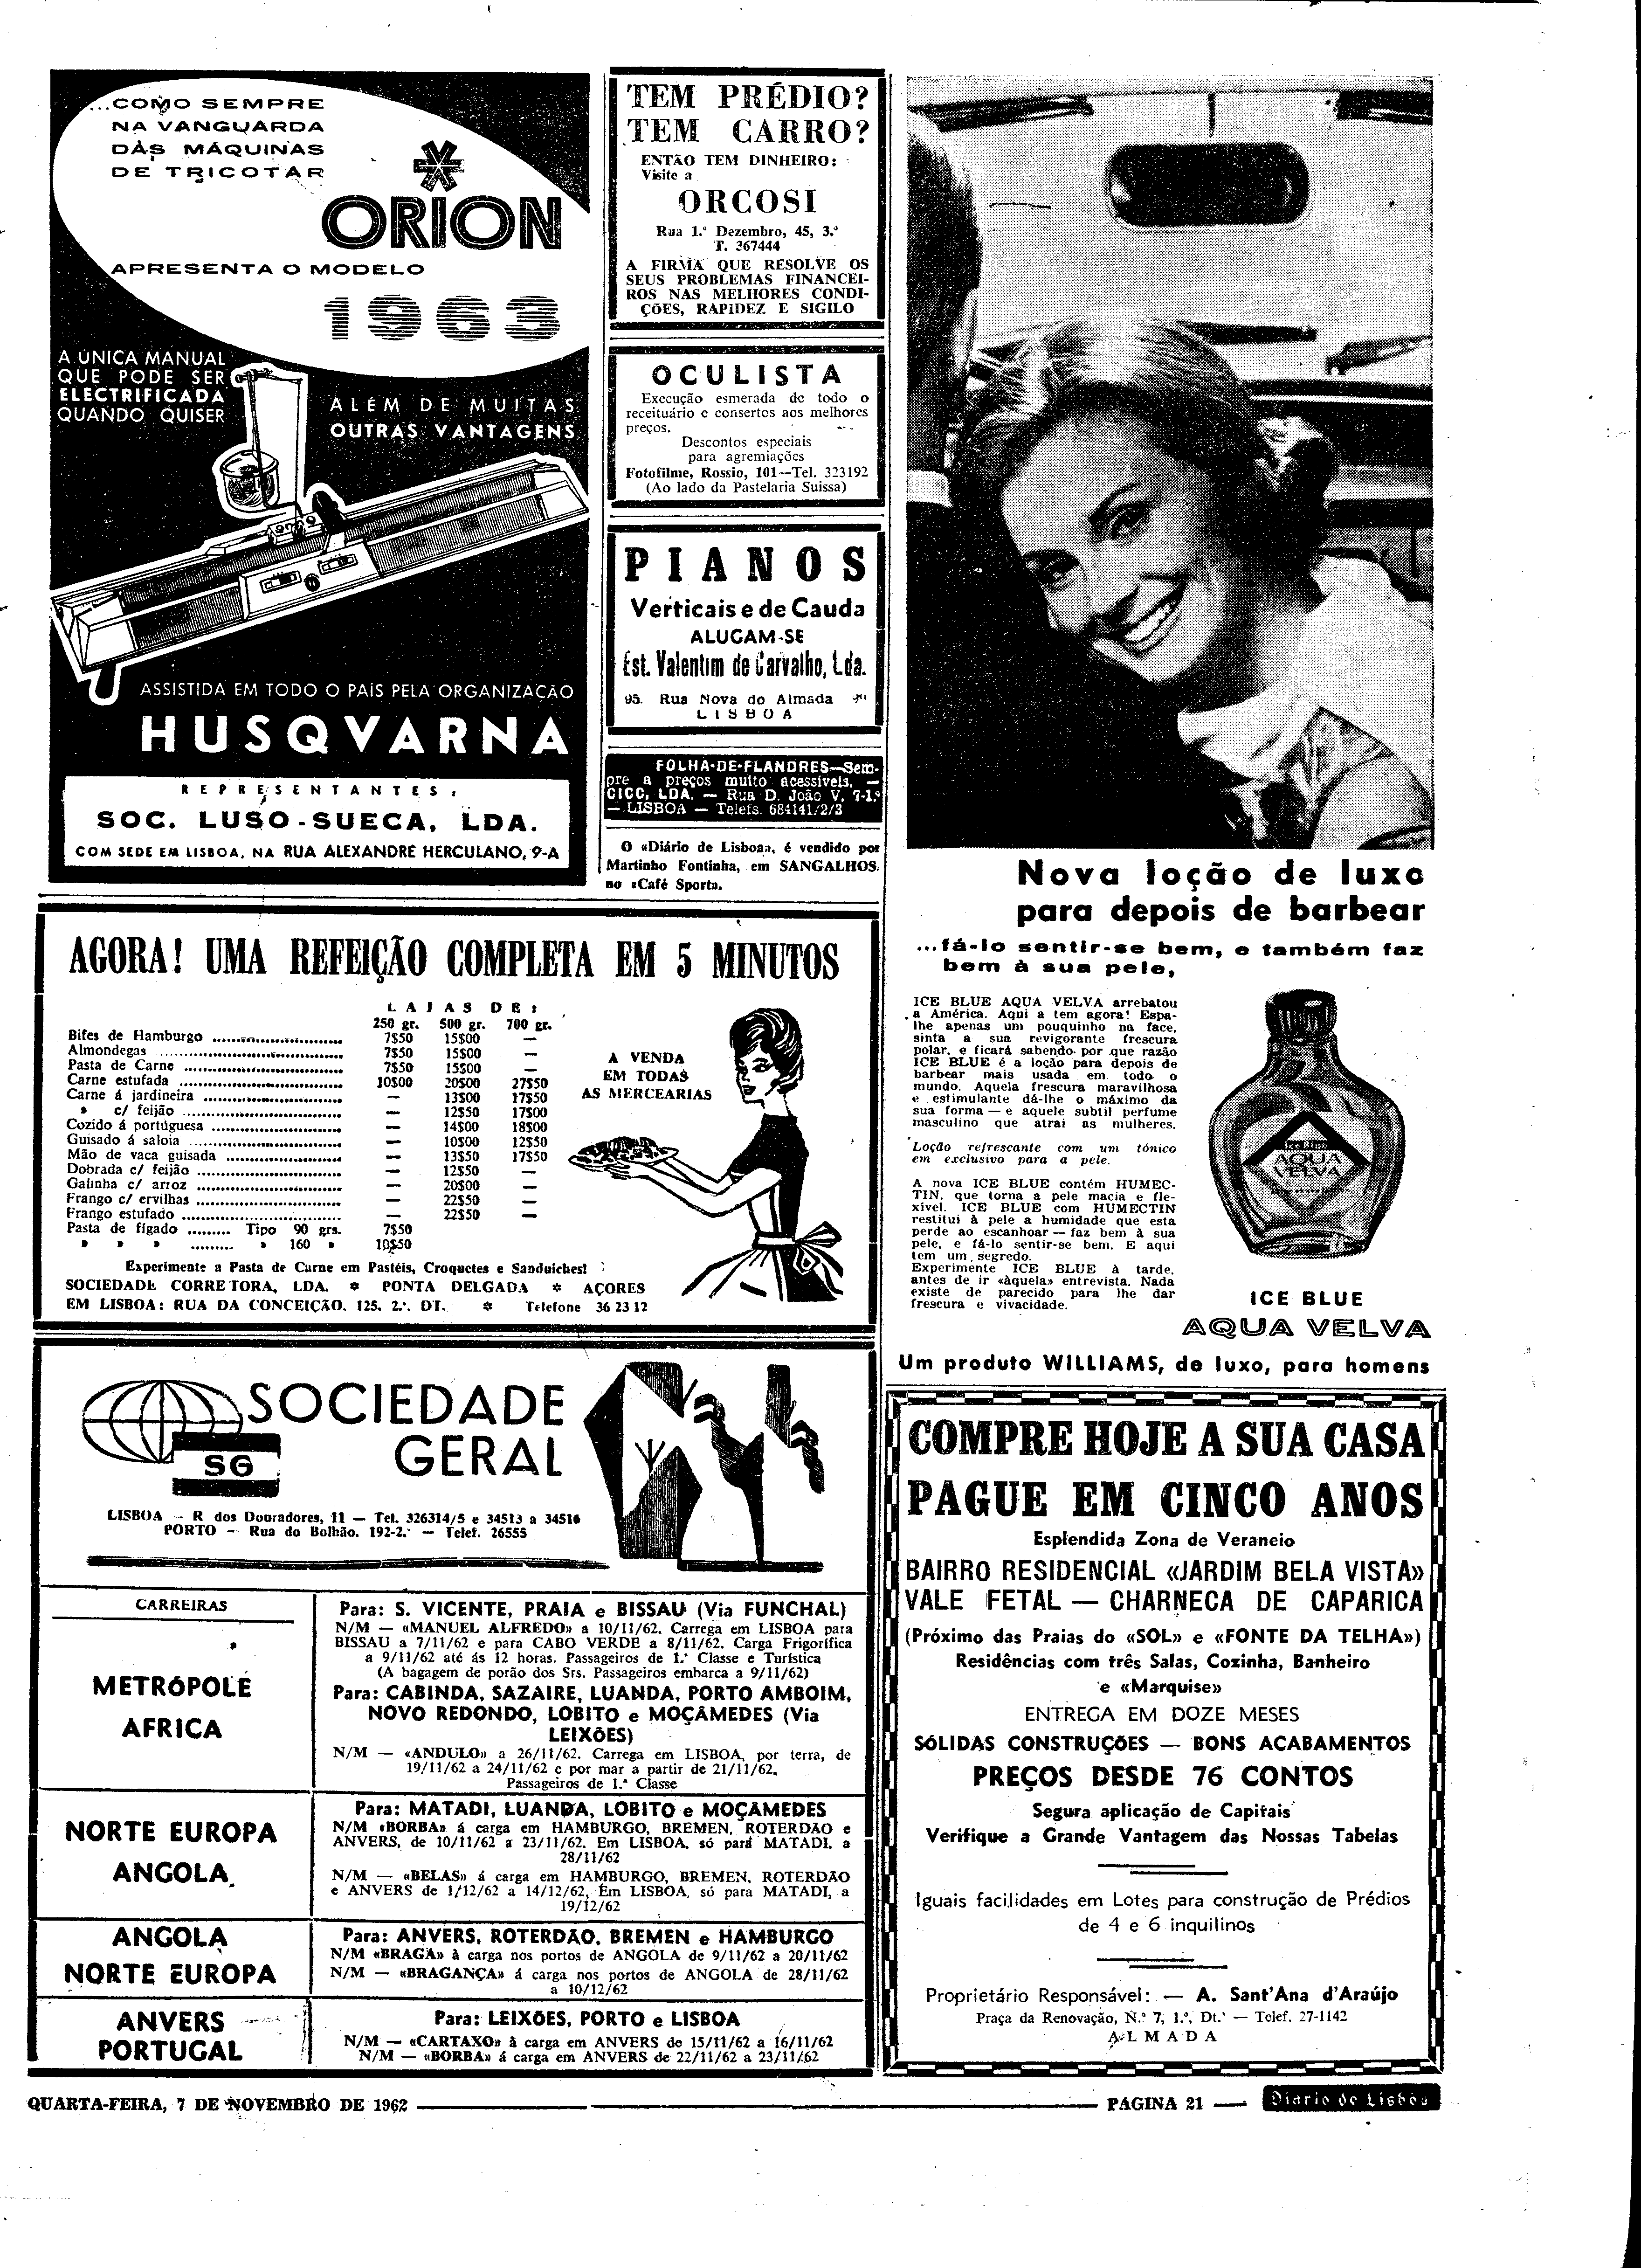 ...COMO SEMPRE
NA VANGUARDA
DAS MÁQUINAS
DE TRICOTAR
ORION
APRESENTA O MODELO
1963
A ÚNICA MANUAL
QUE PODE SER
ELECTRIFICADA
QUANDO QUISER
ALÉM DE MUITAS
OUTRAS VANTAGENS
ASSISTIDA EM TODO O PAÍS PELA ORGANIZAÇÃO
HUSQVARNA
REPRESENTANTES:
SOC. LUSO-SUECA, LDA.
COM SEDE EM LISBOA, NA RUA ALEXANDRE HERCULANO, 9-A
TEM PRÉDIO?
TEM CARRO?
ENTÃO TEM DINHEIRO:
Visite a
ORCOSI
Rua 1.º Dezembro, 45, 3.º
T. 367444
A FIRMA QUE RESOLVE OS
SEUS PROBLEMAS FINANCEI-
ROS NAS MELHORES CONDI-
ÇÕES, RAPIDEZ E SIGILO
OCULISTA
Execução esmerada de todo o
receituário e consertos aos melhores
preços.
Descontos especiais
para agremiações
Fotofilme, Rossio, 101—Tel. 323192
(Ao lado da Pastelaria Suissa)
PIANOS
Verticais e de Cauda
ALUGAM-SE
Est. Valentim de Carvalho, Lda.
95. Rua Nova do Almada
LISBOA
FOLHA-DE-FLANDRES—Sem-
pre a preços muito acessíveis. —
CICC, LDA. — Rua D. João V, 7-1.º
— LISBOA — Telefs. 684141/2/3
O «Diário de Lisboa», é vendido por
Martinho Fontinha, em SANGALHOS.
no «Café Sport».
AGORA! UMA REFEIÇÃO COMPLETA EM 5 MINUTOS
LATAS DE:
250 gr. 500 gr. 700 gr.
Bifes de Hamburgo .......... 7$50 15$00 —
Almondegas .......... 7$50 15$00 —
Pasta de Carne .......... 7$50 15$00 —
Carne estufada .......... 10$00 20$00 27$50
Carne á jardineira .......... — 13$00 17$50
» c/ feijão .......... — 12$50 17$00
Cozido á portúguesa .......... — 14$00 18$00
Guisado á saloia .......... — 10$00 12$50
Mão de vaca guisada .......... — 13$50 17$50
Dobrada c/ feijão .......... — 12$50 —
Galinha c/ arroz .......... — 20$00 —
Frango c/ ervilhas .......... — 22$50 —
Frango estufado .......... — 22$50 —
Pasta de fígado ......... Tipo 90 grs. 7$50
» » » ......... » 160 » 10$50
A VENDA
EM TODAS
AS MERCEARIAS
Experimente a Pasta de Carne em Pastéis, Croquetes e Sanduiches!
SOCIEDADE CORRETORA, LDA. * PONTA DELGADA * AÇORES
EM LISBOA: RUA DA CONCEIÇÃO, 125, 2.º. DT. * Telefone 36 23 12
SOCIEDADE
GERAL
SG
LISBOA — R dos Douradores, 11 — Tel. 326314/5 e 34513 a 34516
PORTO — Rua do Bolhão. 192-2.º — Telef. 26555
CARREIRAS
METRÓPOLE
AFRICA
Para: S. VICENTE, PRAIA e BISSAU (Via FUNCHAL)
N/M — «MANUEL ALFREDO» a 10/11/62. Carrega em LISBOA para
BISSAU a 7/11/62 e para CABO VERDE a 8/11/62. Carga Frigorífica
a 9/11/62 até ás 12 horas. Passageiros de 1.ª Classe e Turística
(A bagagem de porão dos Srs. Passageiros embarca a 9/11/62)
Para: CABINDA, SAZAIRE, LUANDA, PORTO AMBOIM,
NOVO REDONDO, LOBITO e MOÇÂMEDES (Via
LEIXÕES)
N/M — «ANDULO» a 26/11/62. Carrega em LISBOA, por terra, de
19/11/62 a 24/11/62 e por mar a partir de 21/11/62.
Passageiros de 1.ª Classe
NORTE EUROPA
ANGOLA
Para: MATADI, LUANDA, LOBITO e MOÇÂMEDES
N/M «BORBA» á carga em HAMBURGO, BREMEN, ROTERDÃO e
ANVERS, de 10/11/62 a 23/11/62. Em LISBOA, só pará MATADI, a
28/11/62
N/M — «BELAS» á carga em HAMBURGO, BREMEN, ROTERDÃO
e ANVERS de 1/12/62 a 14/12/62, Em LISBOA, só para MATADI, a
19/12/62
ANGOLA
NORTE EUROPA
Para: ANVERS, ROTERDÃO, BREMEN e HAMBURGO
N/M «BRAGA» à carga nos portos de ANGOLA de 9/11/62 a 20/11/62
N/M — «BRAGANÇA» á carga nos portos de ANGOLA de 28/11/62
a 10/12/62
ANVERS
PORTUGAL
Para: LEIXÕES, PORTO e LISBOA
N/M — «CARTAXO» à carga em ANVERS de 15/11/62 a 16/11/62
N/M — «BORBA» á carga em ANVERS de 22/11/62 a 23/11/62
Nova loção de luxo
para depois de barbear
...fá-lo sentir-se bem, e também faz
bem à sua pele,
ICE BLUE AQUA VELVA arrebatou
a América. Aqui a tem agora! Espa-
lhe apenas um pouquinho na face,
sinta a sua revigorante frescura
polar, e ficará sabendo por que razão
ICE BLUE é a loção para depois de
barbear mais usada em todo o
mundo. Aquela frescura maravilhosa
e estimulante dá-lhe o máximo da
sua forma — e aquele subtil perfume
masculino que atrai as mulheres.
Loção refrescante com um tónico
em exclusivo para a pele.
A nova ICE BLUE contém HUMEC-
TIN, que torna a pele macia e fle-
xível. ICE BLUE com HUMECTIN
restitui à pele a humidade que esta
perde ao escanhoar — faz bem à sua
pele, e fá-lo sentir-se bem. E aqui
tem um segredo.
Experimente ICE BLUE à tarde,
antes de ir «àquela» entrevista. Nada
existe de parecido para lhe dar
frescura e vivacidade.
Ice Blue
AQUA
VELVA
ICE BLUE
AQUA VELVA
Um produto WILLIAMS, de luxo, para homens
COMPRE HOJE A SUA CASA
PAGUE EM CINCO ANOS
Esplendida Zona de Veraneio
BAIRRO RESIDENCIAL «JARDIM BELA VISTA»
VALE FETAL — CHARNECA DE CAPARICA
(Próximo das Praias do «SOL» e «FONTE DA TELHA»)
Residências com três Salas, Cozinha, Banheiro
e «Marquise»
ENTREGA EM DOZE MESES
SÓLIDAS CONSTRUÇÕES — BONS ACABAMENTOS
PREÇOS DESDE 76 CONTOS
Segura aplicação de Capitais
Verifique a Grande Vantagem das Nossas Tabelas
Iguais facilidades em Lotes para construção de Prédios
de 4 e 6 inquilinos
Proprietário Responsável: — A. Sant'Ana d'Araújo
Praça da Renovação, N.º 7, 1.º, Dt.º — Telef. 27-1142
ALMADA
QUARTA-FEIRA, 7 DE NOVEMBRO DE 1962
PÁGINA 21 — Diario de Lisboa